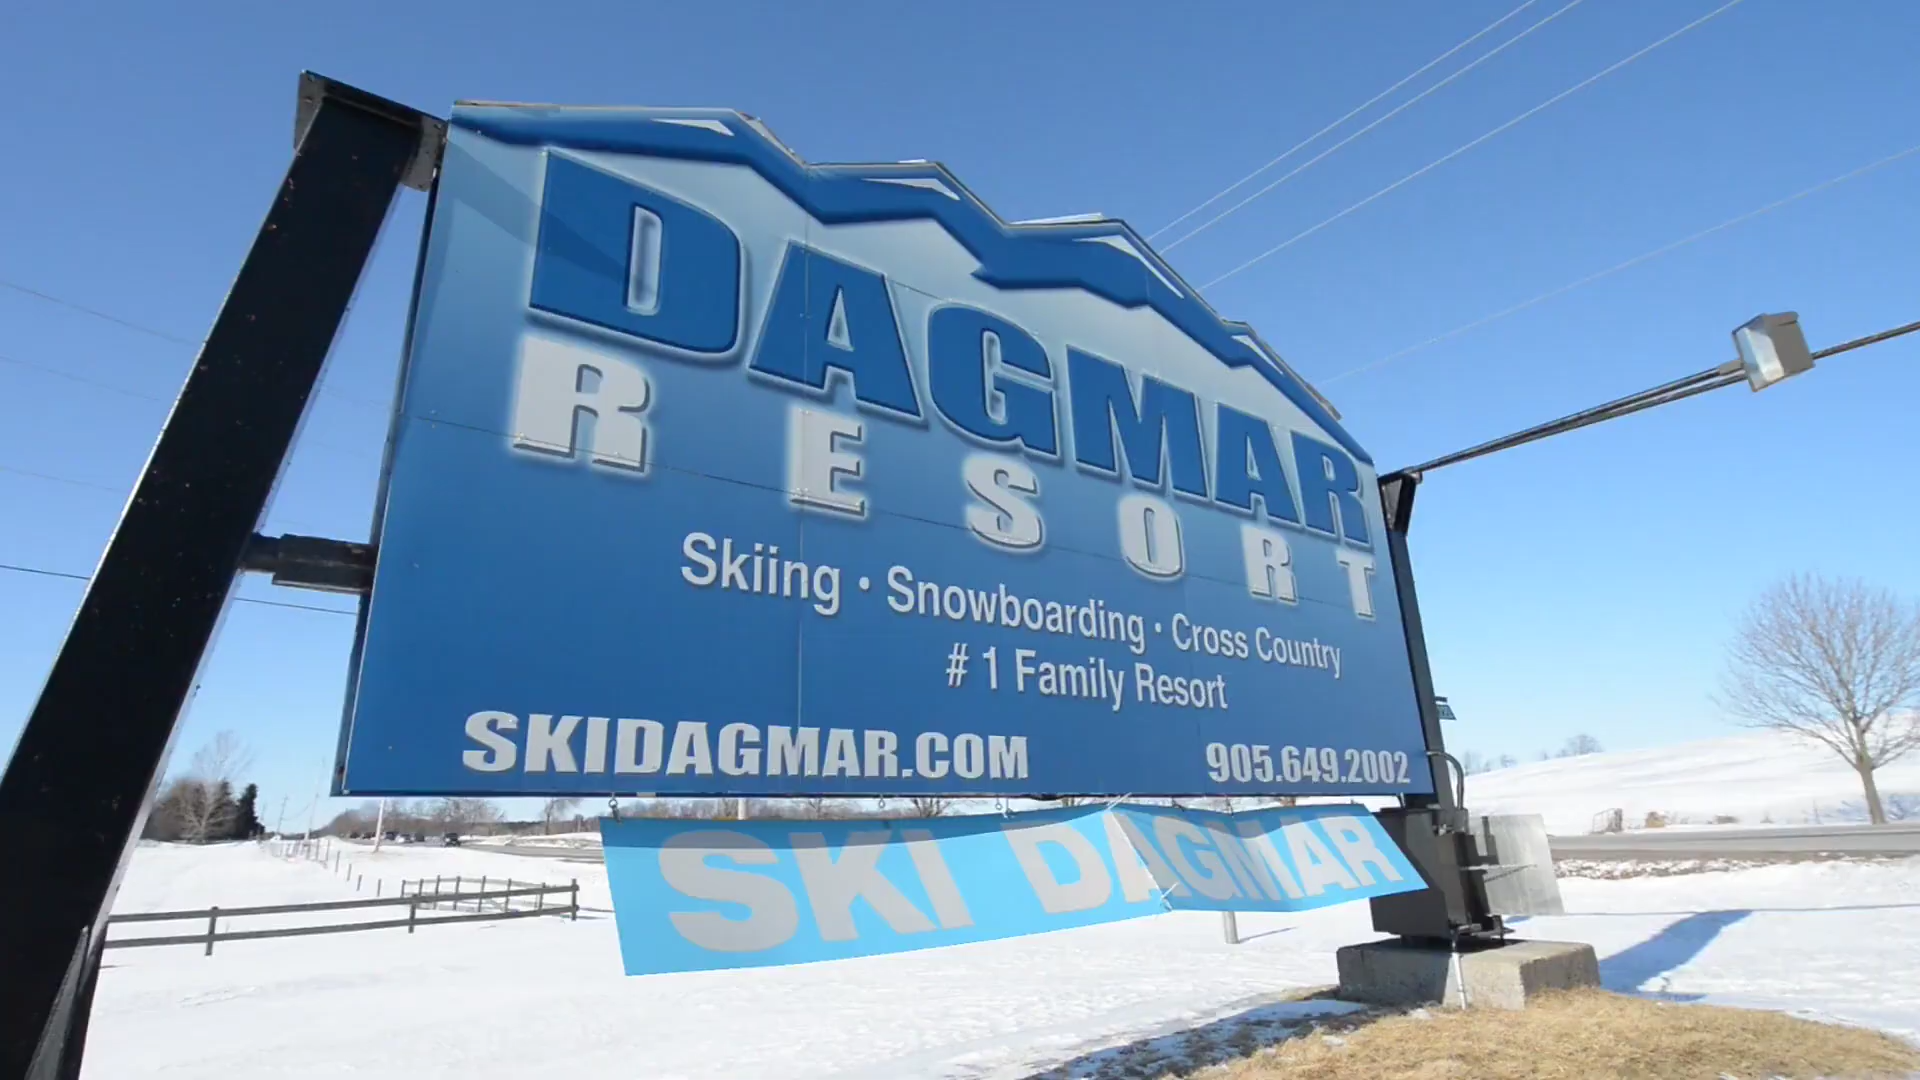 DAGMAR
RESORT
Skiing · Snowboarding · Cross Country
# 1 Family Resort
SKIDAGMAR.COM 905.649.2002
SKI DAGMAR